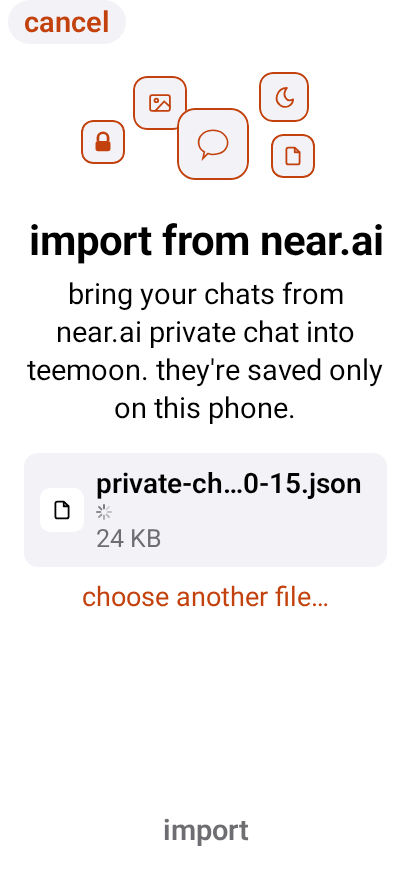 cancel
import from near.ai
bring your chats from
near.ai private chat into
teemoon. they're saved only
on this phone.
private-ch...0-15.json
24 KB
choose another file...
import